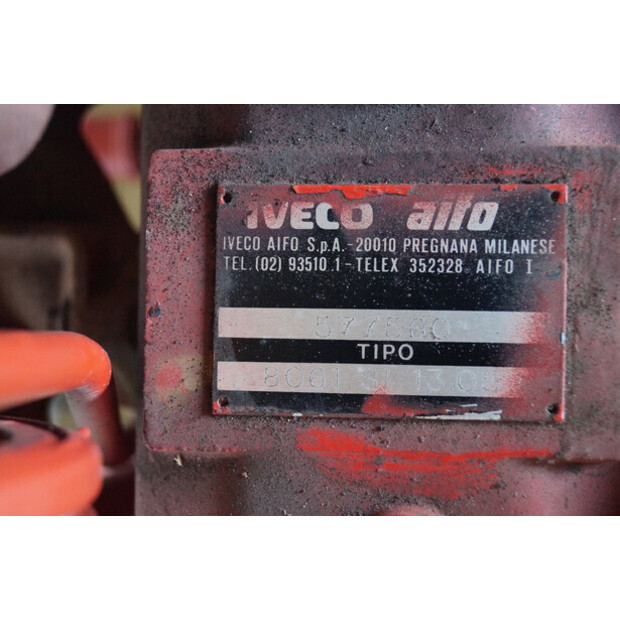 IVECO aifo
IVECO AIFO S.p.A.-20010 PREGNANA MILANESE
TEL.(02) 93510.1-TELEX 352328 AIFO I
TIPO